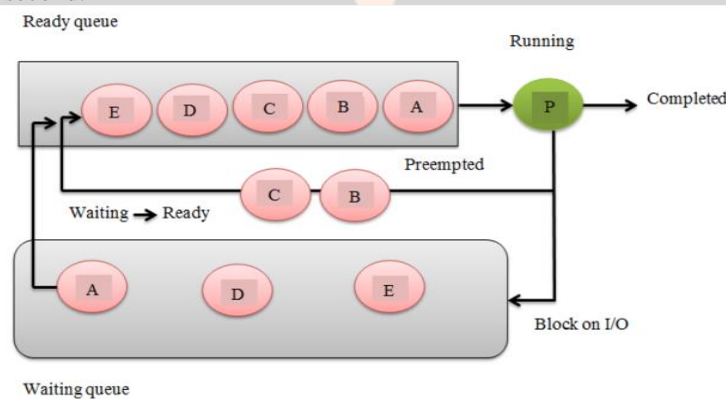 Ready queue
Running
E D C B A P Completed
Preempted
C B
Waiting → Ready
A D E
Block on I/O
Waiting queue